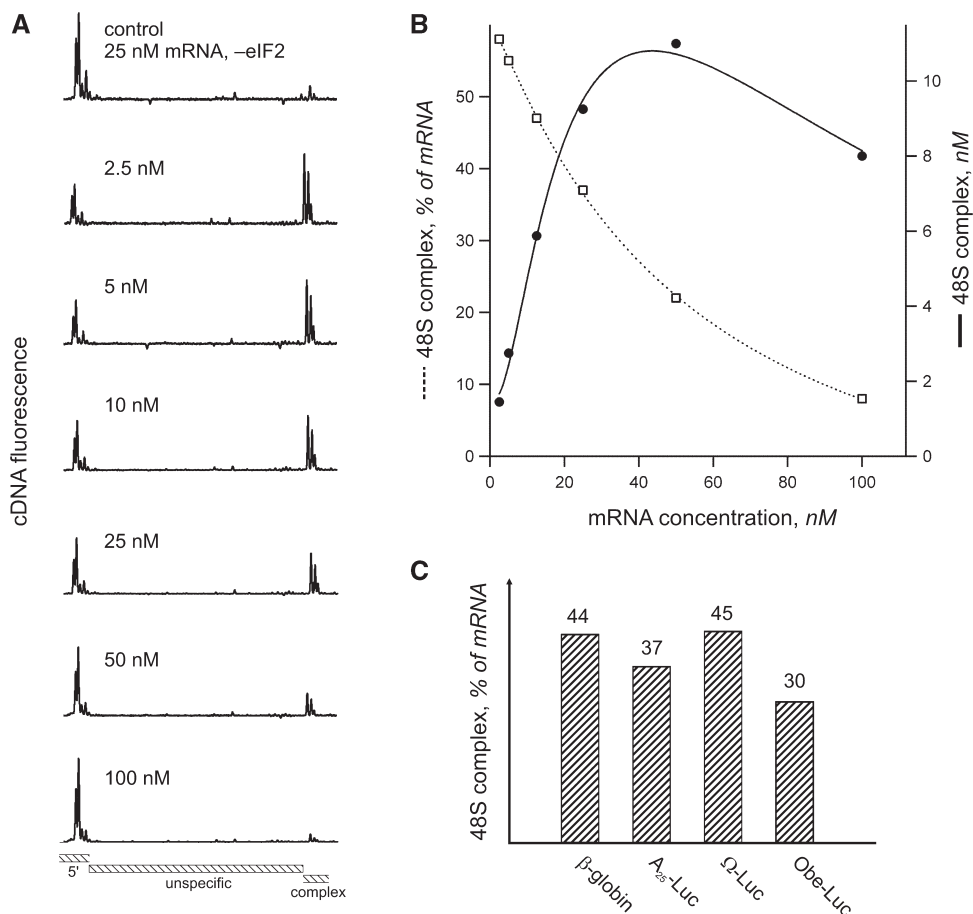 A
control
25 nM mRNA, –eIF2
2.5 nM
5 nM
10 nM
25 nM
50 nM
100 nM
cDNA fluorescence
5'
unspecific
complex
B
48S complex, % of mRNA
50
40
30
20
10
0
10
8
6
4
2
0
48S complex, nM
0 20 40 60 80 100
mRNA concentration, nM
C
48S complex, % of mRNA
44
37
45
30
β-globin
A25-Luc
Ω-Luc
Obe-Luc